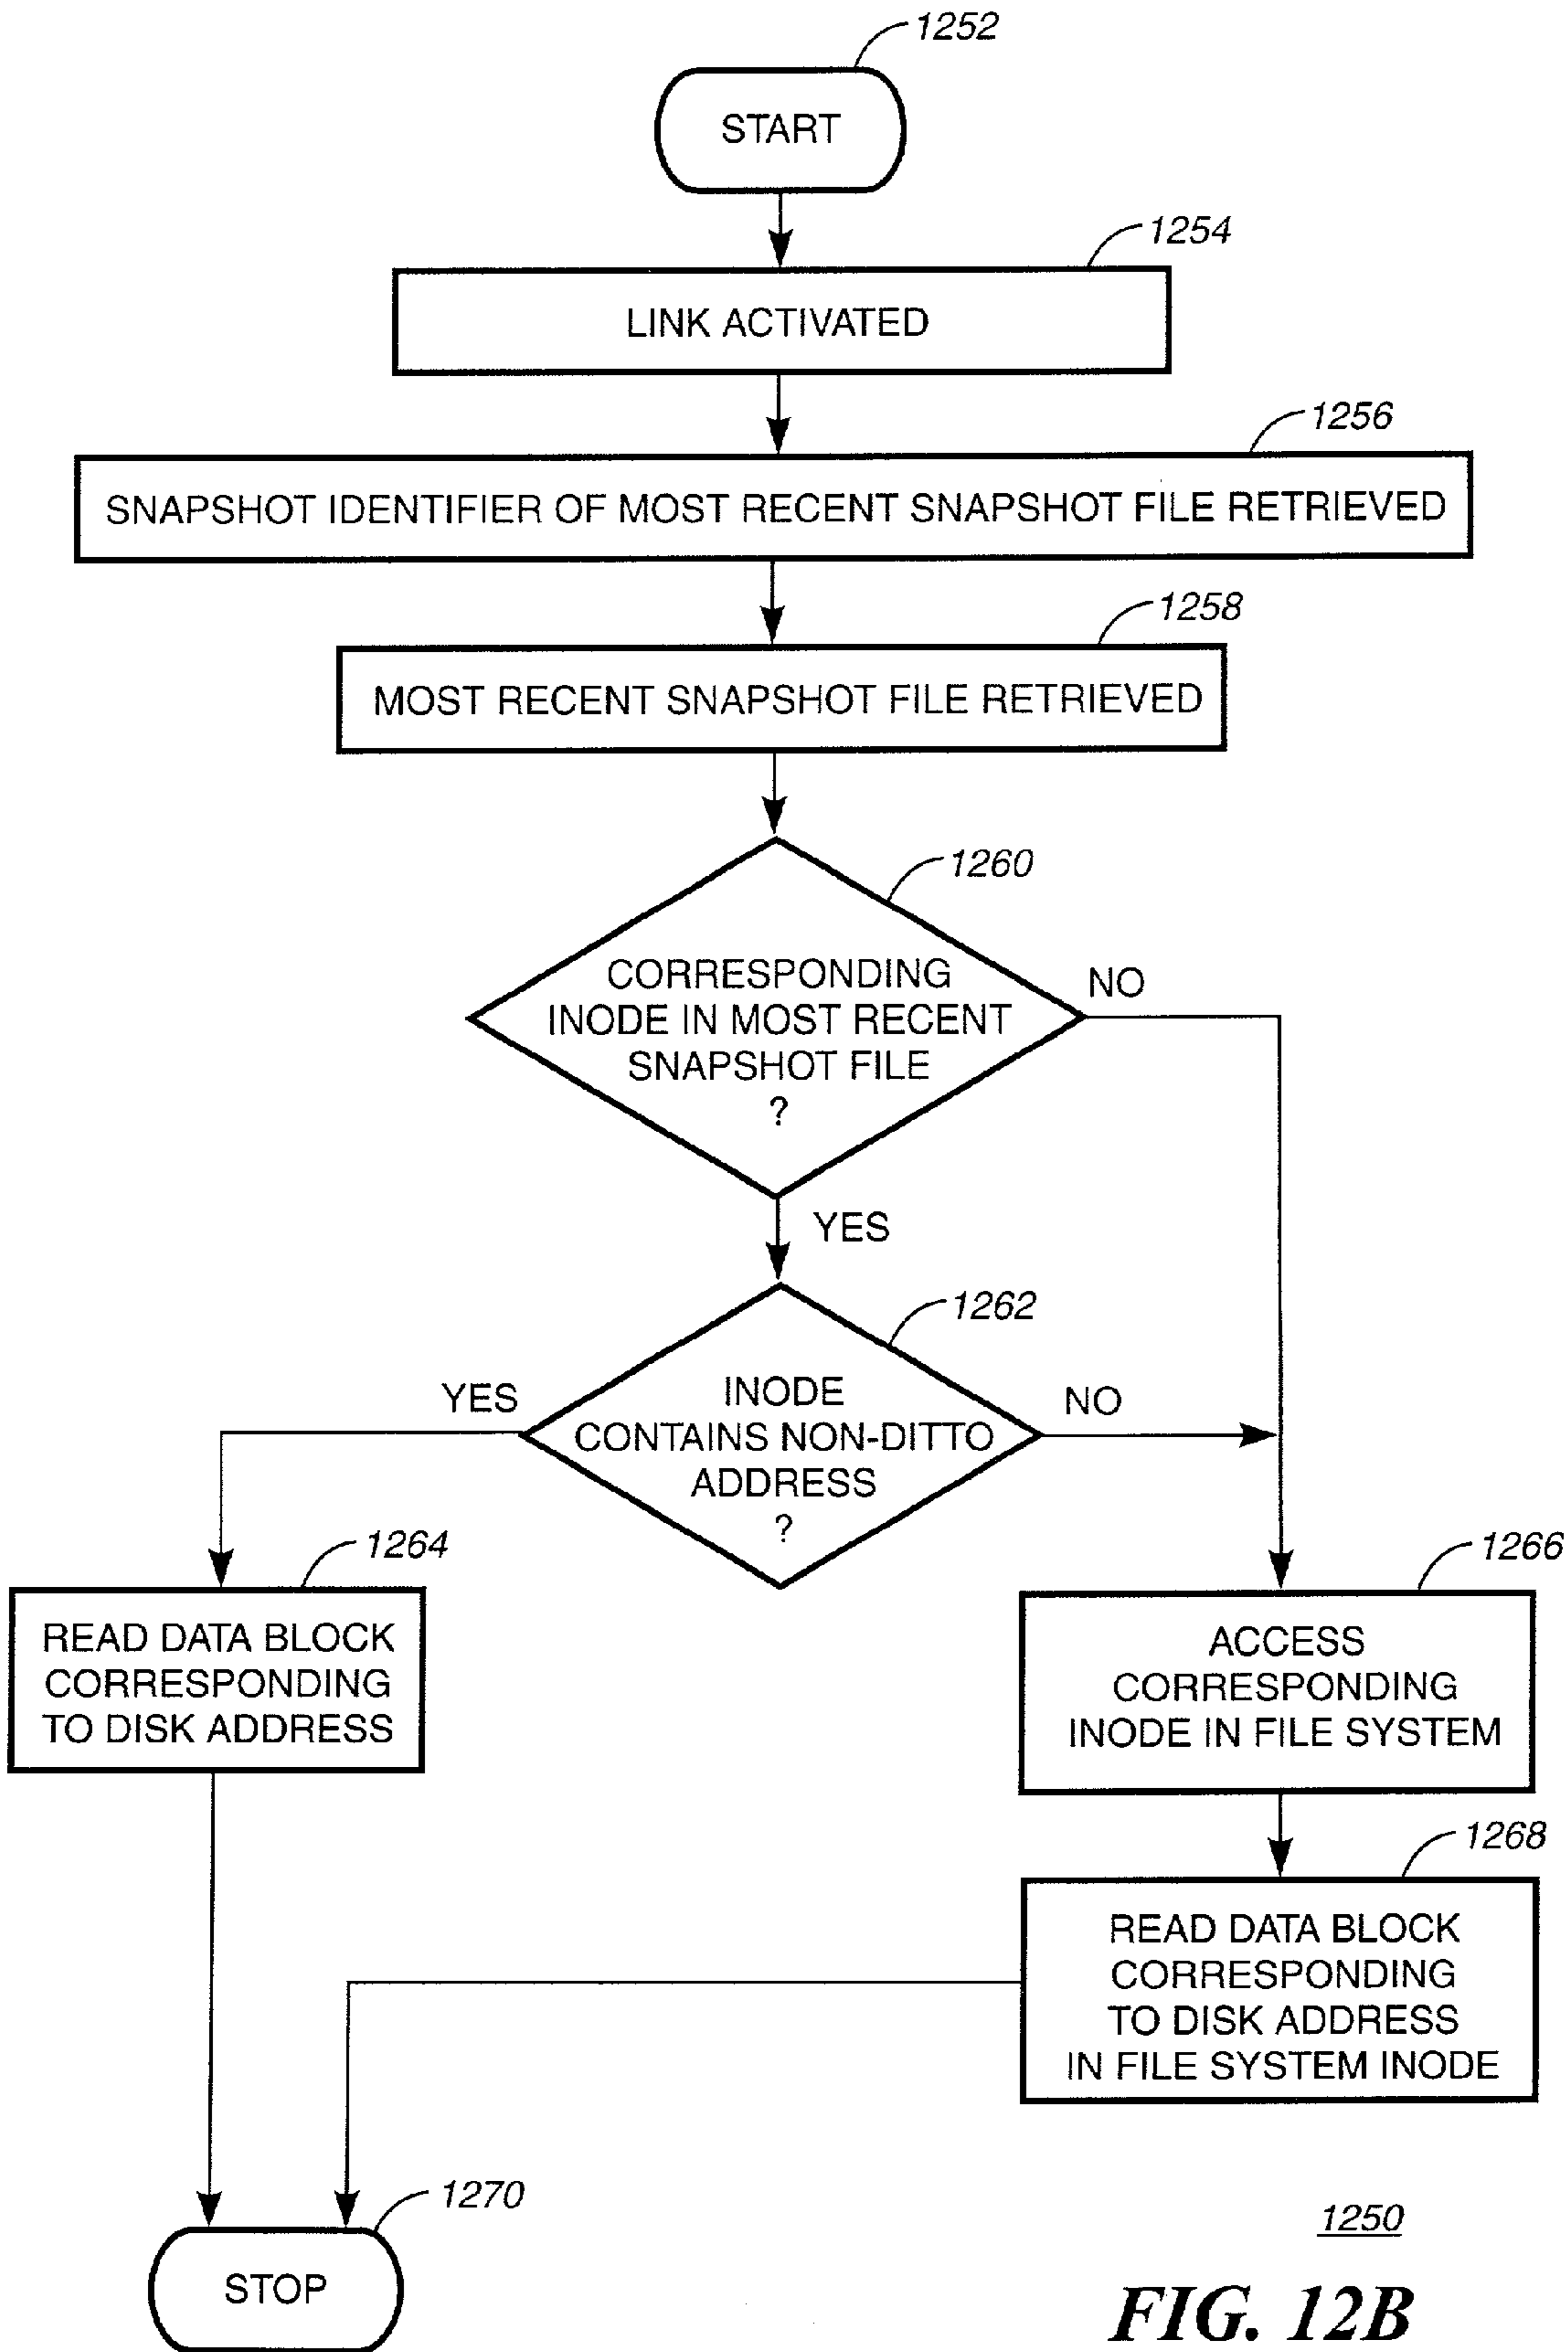 1252
START
1254
LINK ACTIVATED
1256
SNAPSHOT IDENTIFIER OF MOST RECENT SNAPSHOT FILE RETRIEVED
1258
MOST RECENT SNAPSHOT FILE RETRIEVED
1260
CORRESPONDING
INODE IN MOST RECENT
SNAPSHOT FILE
?
NO
YES
1262
INODE
CONTAINS NON-DITTO
ADDRESS
?
YES
NO
1264
READ DATA BLOCK
CORRESPONDING
TO DISK ADDRESS
1266
ACCESS
CORRESPONDING
INODE IN FILE SYSTEM
1268
READ DATA BLOCK
CORRESPONDING
TO DISK ADDRESS
IN FILE SYSTEM INODE
1270
STOP
1250
FIG. 12B